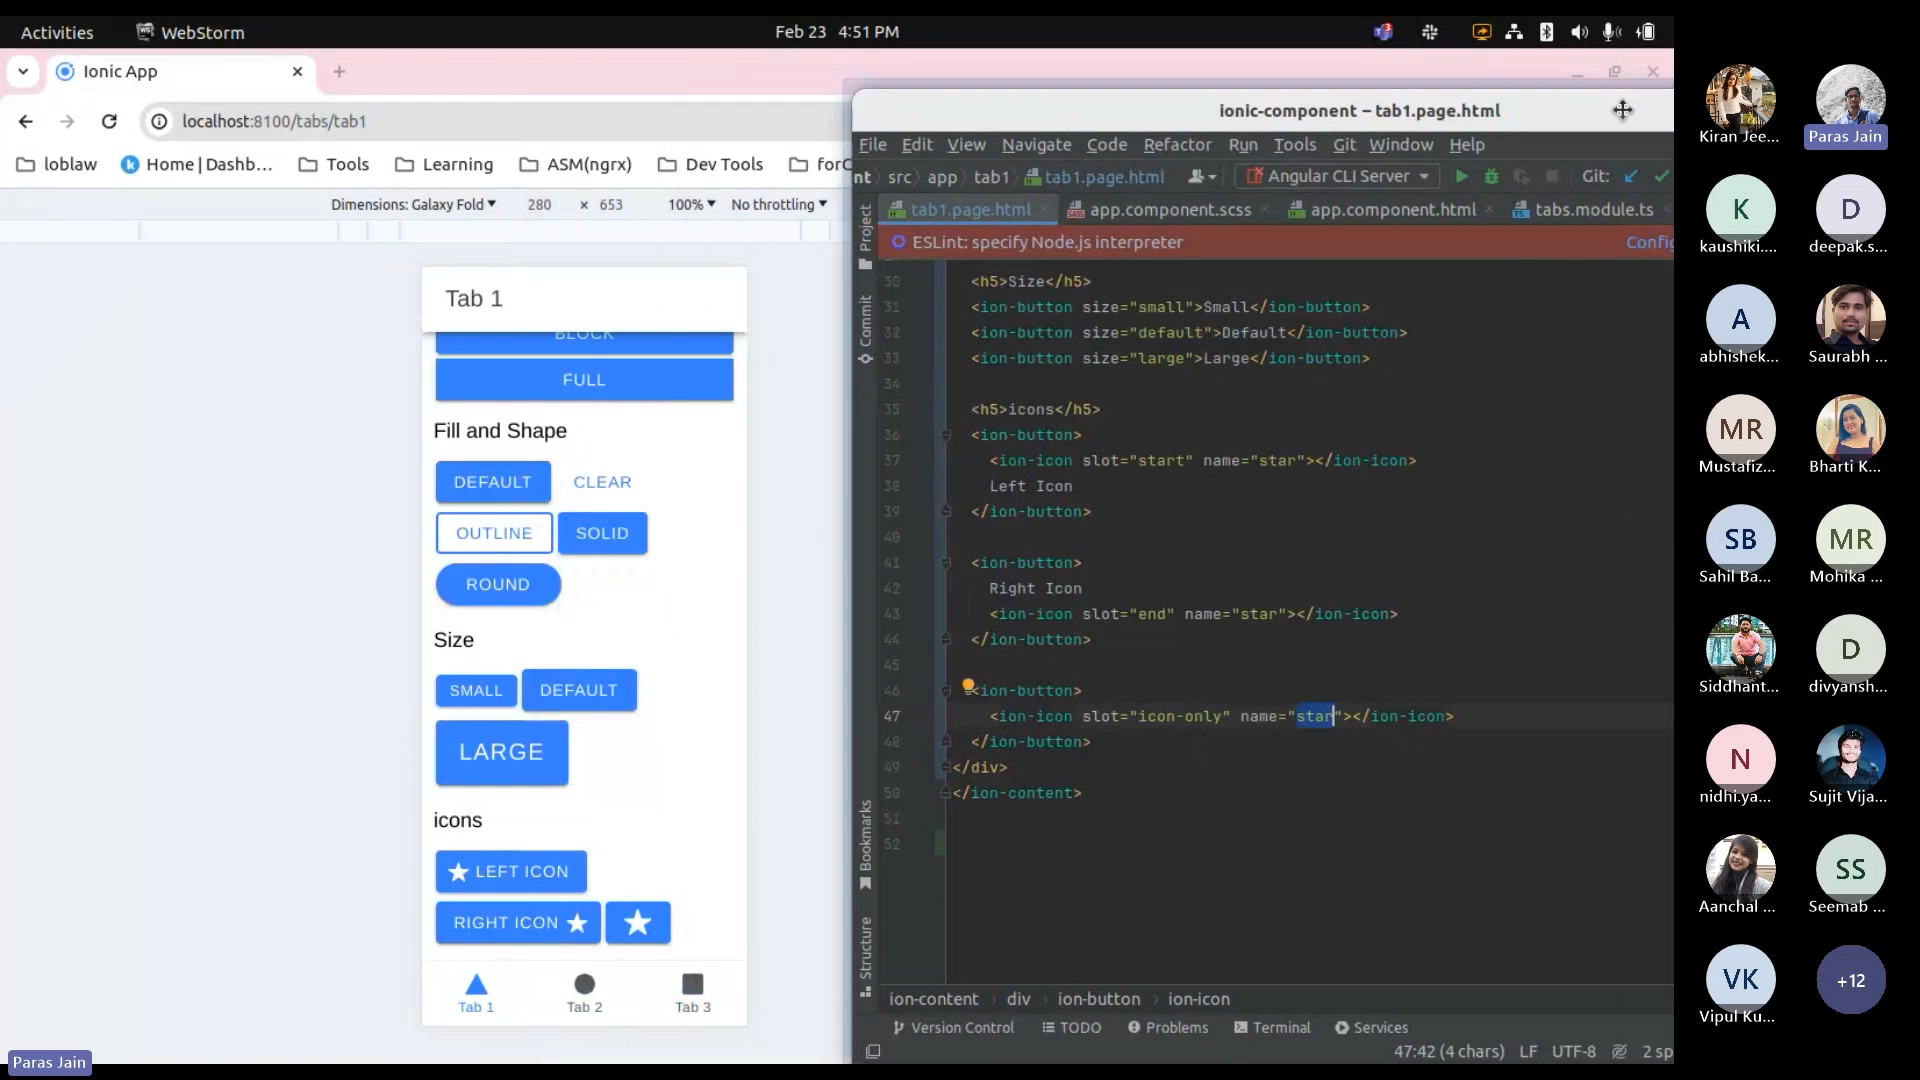 Activities
WebStorm
Feb 23 4:51 PM
Ionic App
localhost:8100/tabs/tab1
loblaw
Home | Dashb...
Tools
Learning
ASM(ngrx)
Dev Tools
forC
Dimensions: Galaxy Fold
280 × 653
100%
No throttling
Tab 1
BLOCK
FULL
Fill and Shape
DEFAULT
CLEAR
OUTLINE
SOLID
ROUND
Size
SMALL
DEFAULT
LARGE
icons
LEFT ICON
RIGHT ICON
Tab 1
Tab 2
Tab 3
Paras Jain
ionic-component – tab1.page.html
File Edit View Navigate Code Refactor Run Tools Git Window Help
nt src app tab1 tab1.page.html
Angular CLI Server
Git:
tab1.page.html
app.component.scss
app.component.html
tabs.module.ts
ESLint: specify Node.js interpreter
Config
Project
Commit
Bookmarks
Structure
30 <h5>Size</h5>
31 <ion-button size="small">Small</ion-button>
32 <ion-button size="default">Default</ion-button>
33 <ion-button size="large">Large</ion-button>
34
35 <h5>icons</h5>
36 <ion-button>
37 <ion-icon slot="start" name="star"></ion-icon>
38 Left Icon
39 </ion-button>
40
41 <ion-button>
42 Right Icon
43 <ion-icon slot="end" name="star"></ion-icon>
44 </ion-button>
45
46 <ion-button>
47 <ion-icon slot="icon-only" name="star"></ion-icon>
48 </ion-button>
49 </div>
50 </ion-content>
51
52
ion-content div ion-button ion-icon
Version Control
TODO
Problems
Terminal
Services
47:42 (4 chars) LF UTF-8 2 sp
Kiran Jee...
Paras Jain
K
kaushiki....
D
deepak.s...
A
abhishek...
Saurabh ...
MR
Mustafiz...
Bharti K...
SB
Sahil Ba...
MR
Mohika ...
Siddhant...
D
divyansh...
N
nidhi.ya...
Sujit Vija...
Aanchal ...
SS
Seemab ...
VK
Vipul Ku...
+12